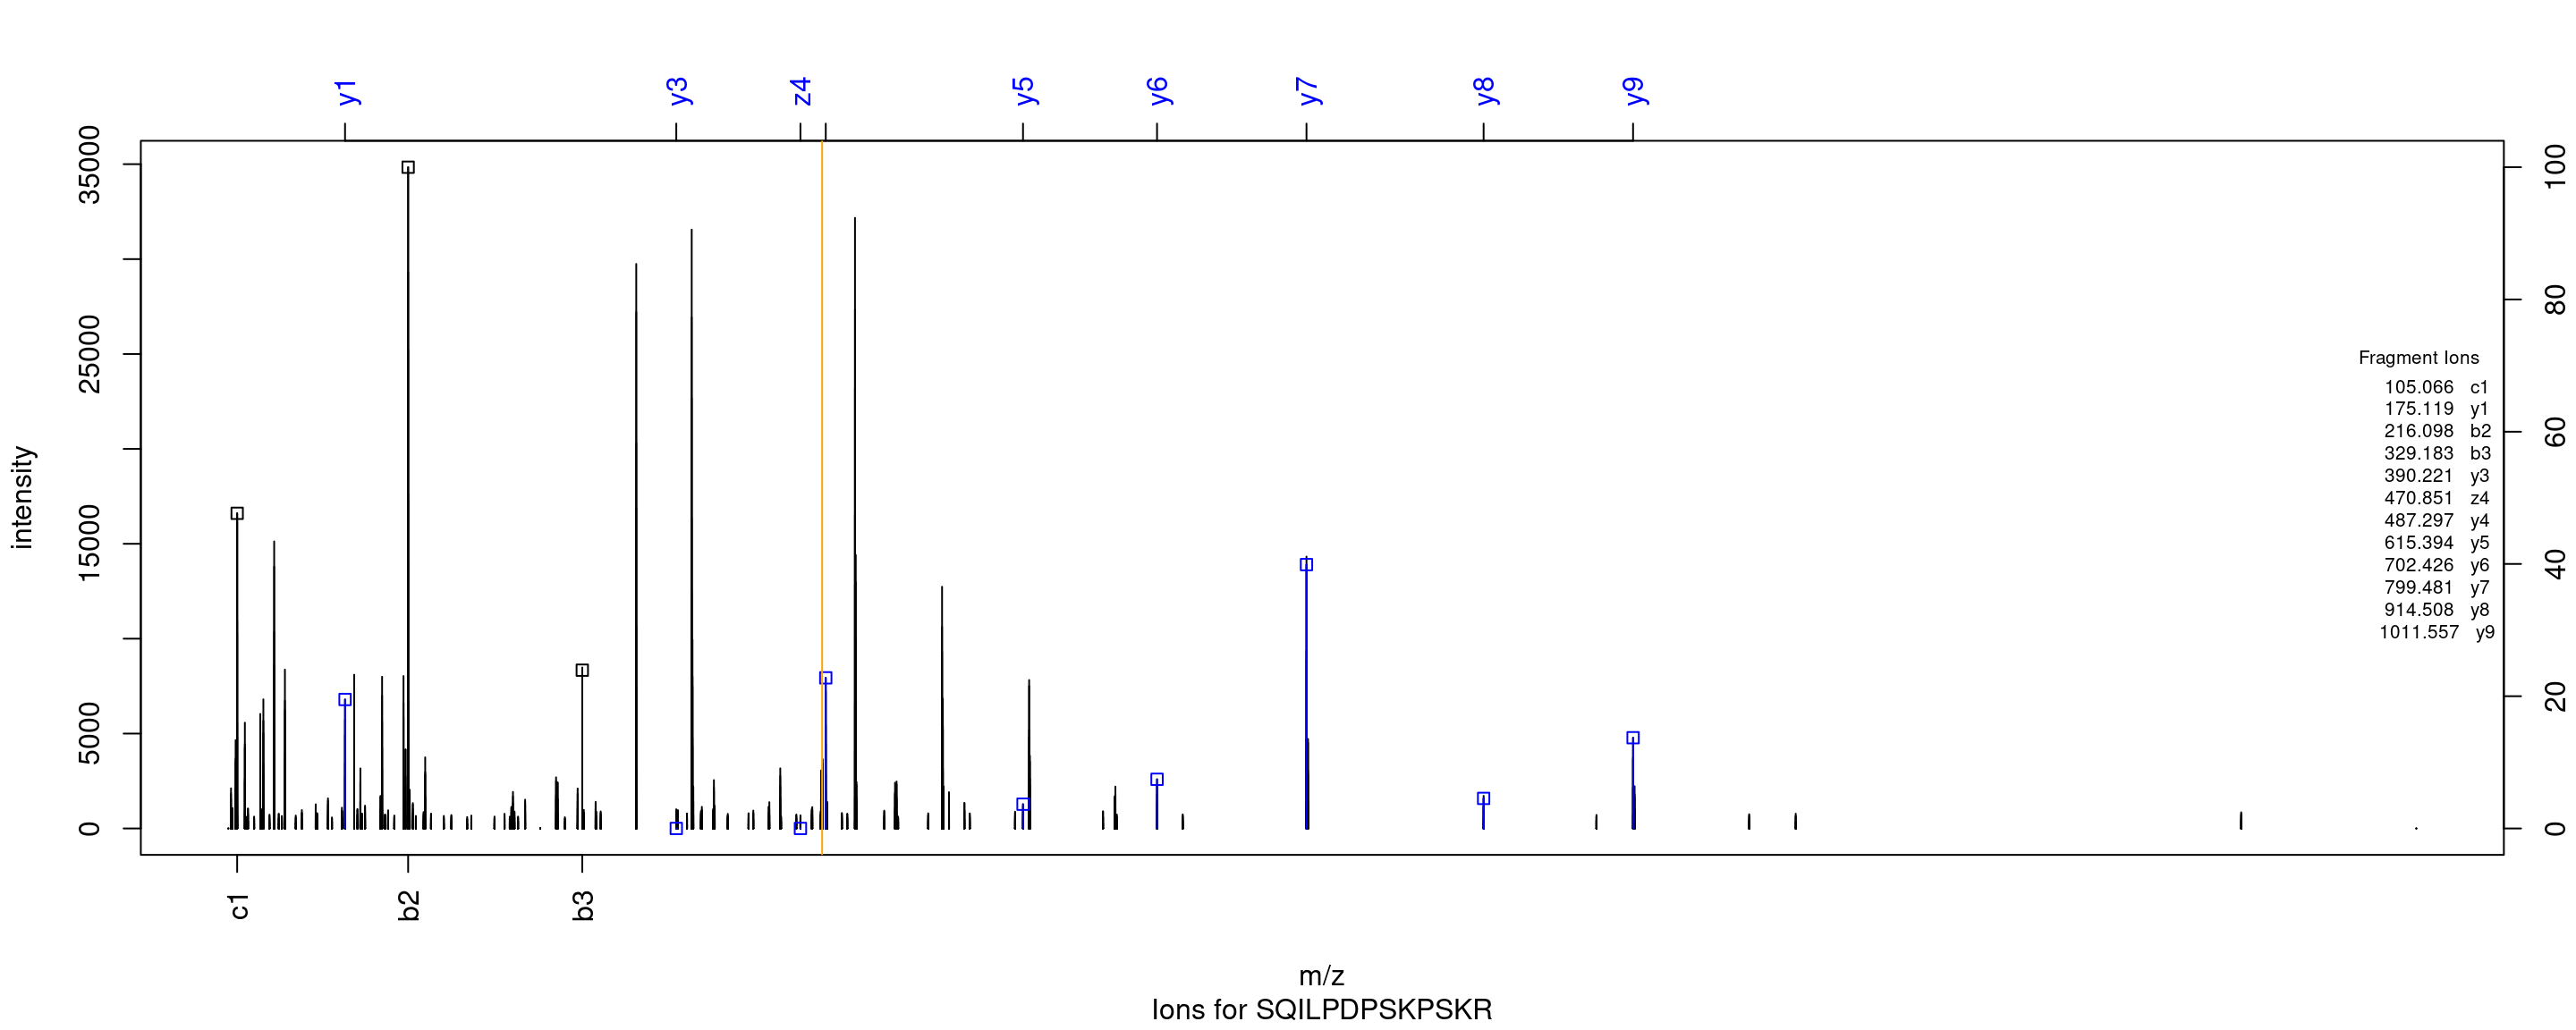 y1 y3 z4 y5 y6 y7 y8 y9
35000
25000
15000
5000
0
intensity
100
80
60
40
20
0
Fragment Ions
105.066 c1
175.119 y1
216.098 b2
329.183 b3
390.221 y3
470.851 z4
487.297 y4
615.394 y5
702.426 y6
799.481 y7
914.508 y8
1011.557 y9
c1 b2 b3
m/z
Ions for SQILPDPSKPSKR